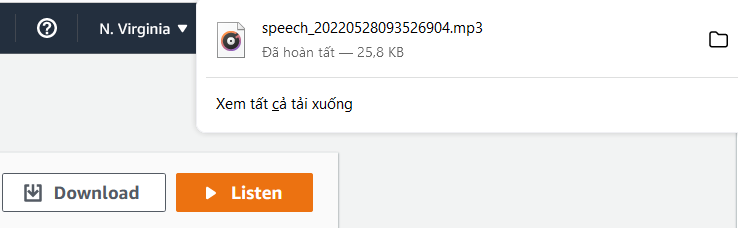 N. Virginia
speech_20220528093526904.mp3
Đã hoàn tất — 25,8 KB
Xem tất cả tải xuống
Download
Listen